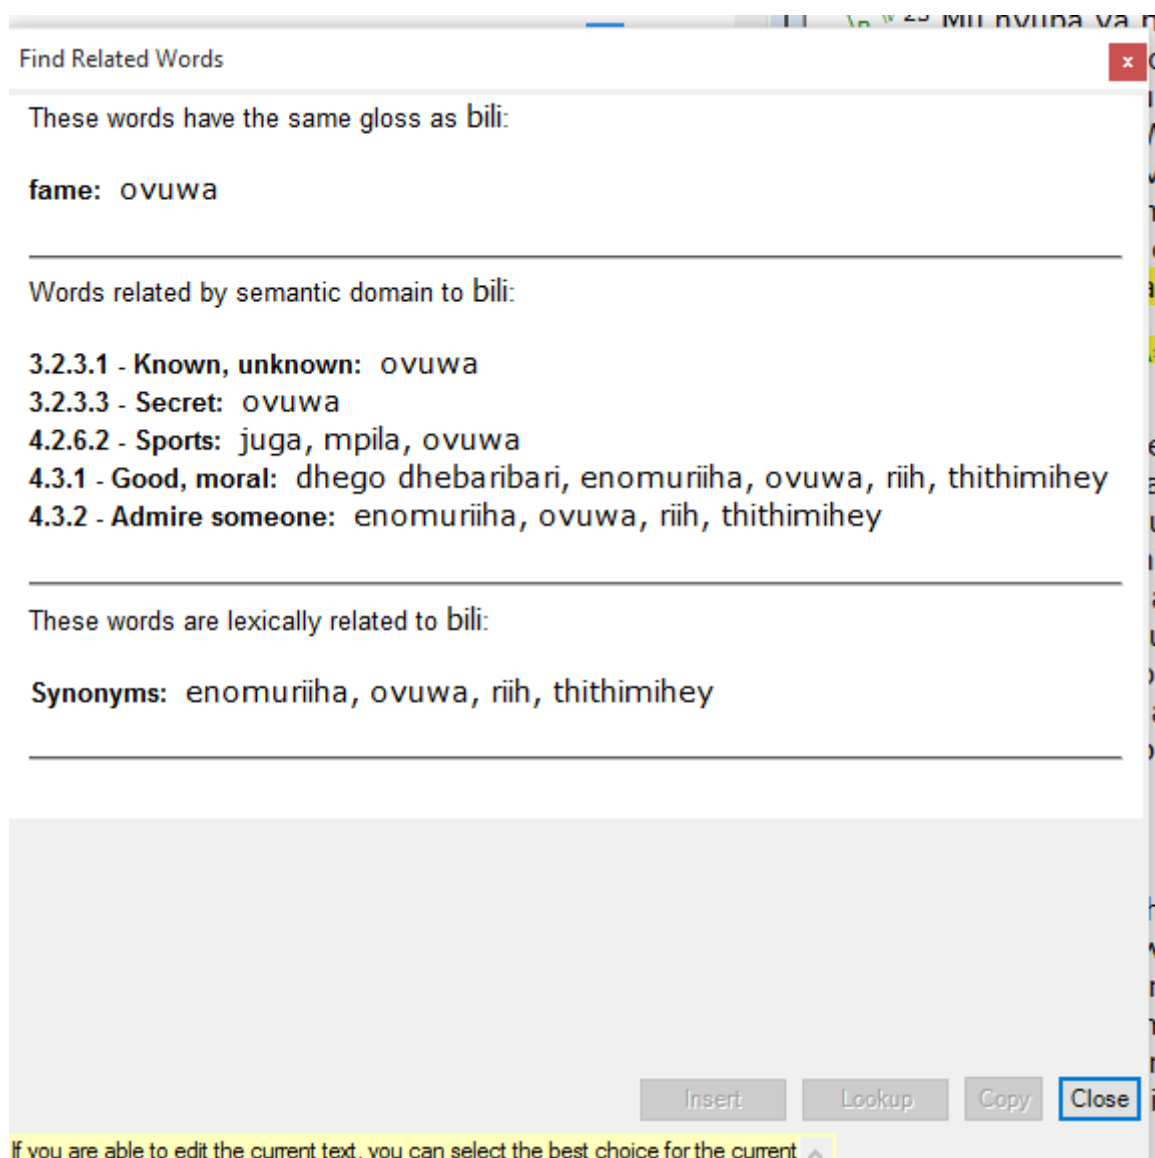 \p \v 23 Mu nyuba ya
Find Related Words
x
These words have the same gloss as bili:
fame: ovuwa
Words related by semantic domain to bili:
3.2.3.1 - Known, unknown: ovuwa
3.2.3.3 - Secret: ovuwa
4.2.6.2 - Sports: juga, mpila, ovuwa
4.3.1 - Good, moral: dhego dhebaribari, enomuriiha, ovuwa, riih, thithimihey
4.3.2 - Admire someone: enomuriiha, ovuwa, riih, thithimihey
These words are lexically related to bili:
Synonyms: enomuriiha, ovuwa, riih, thithimihey
Insert Lookup Copy Close
If you are able to edit the current text, you can select the best choice for the current